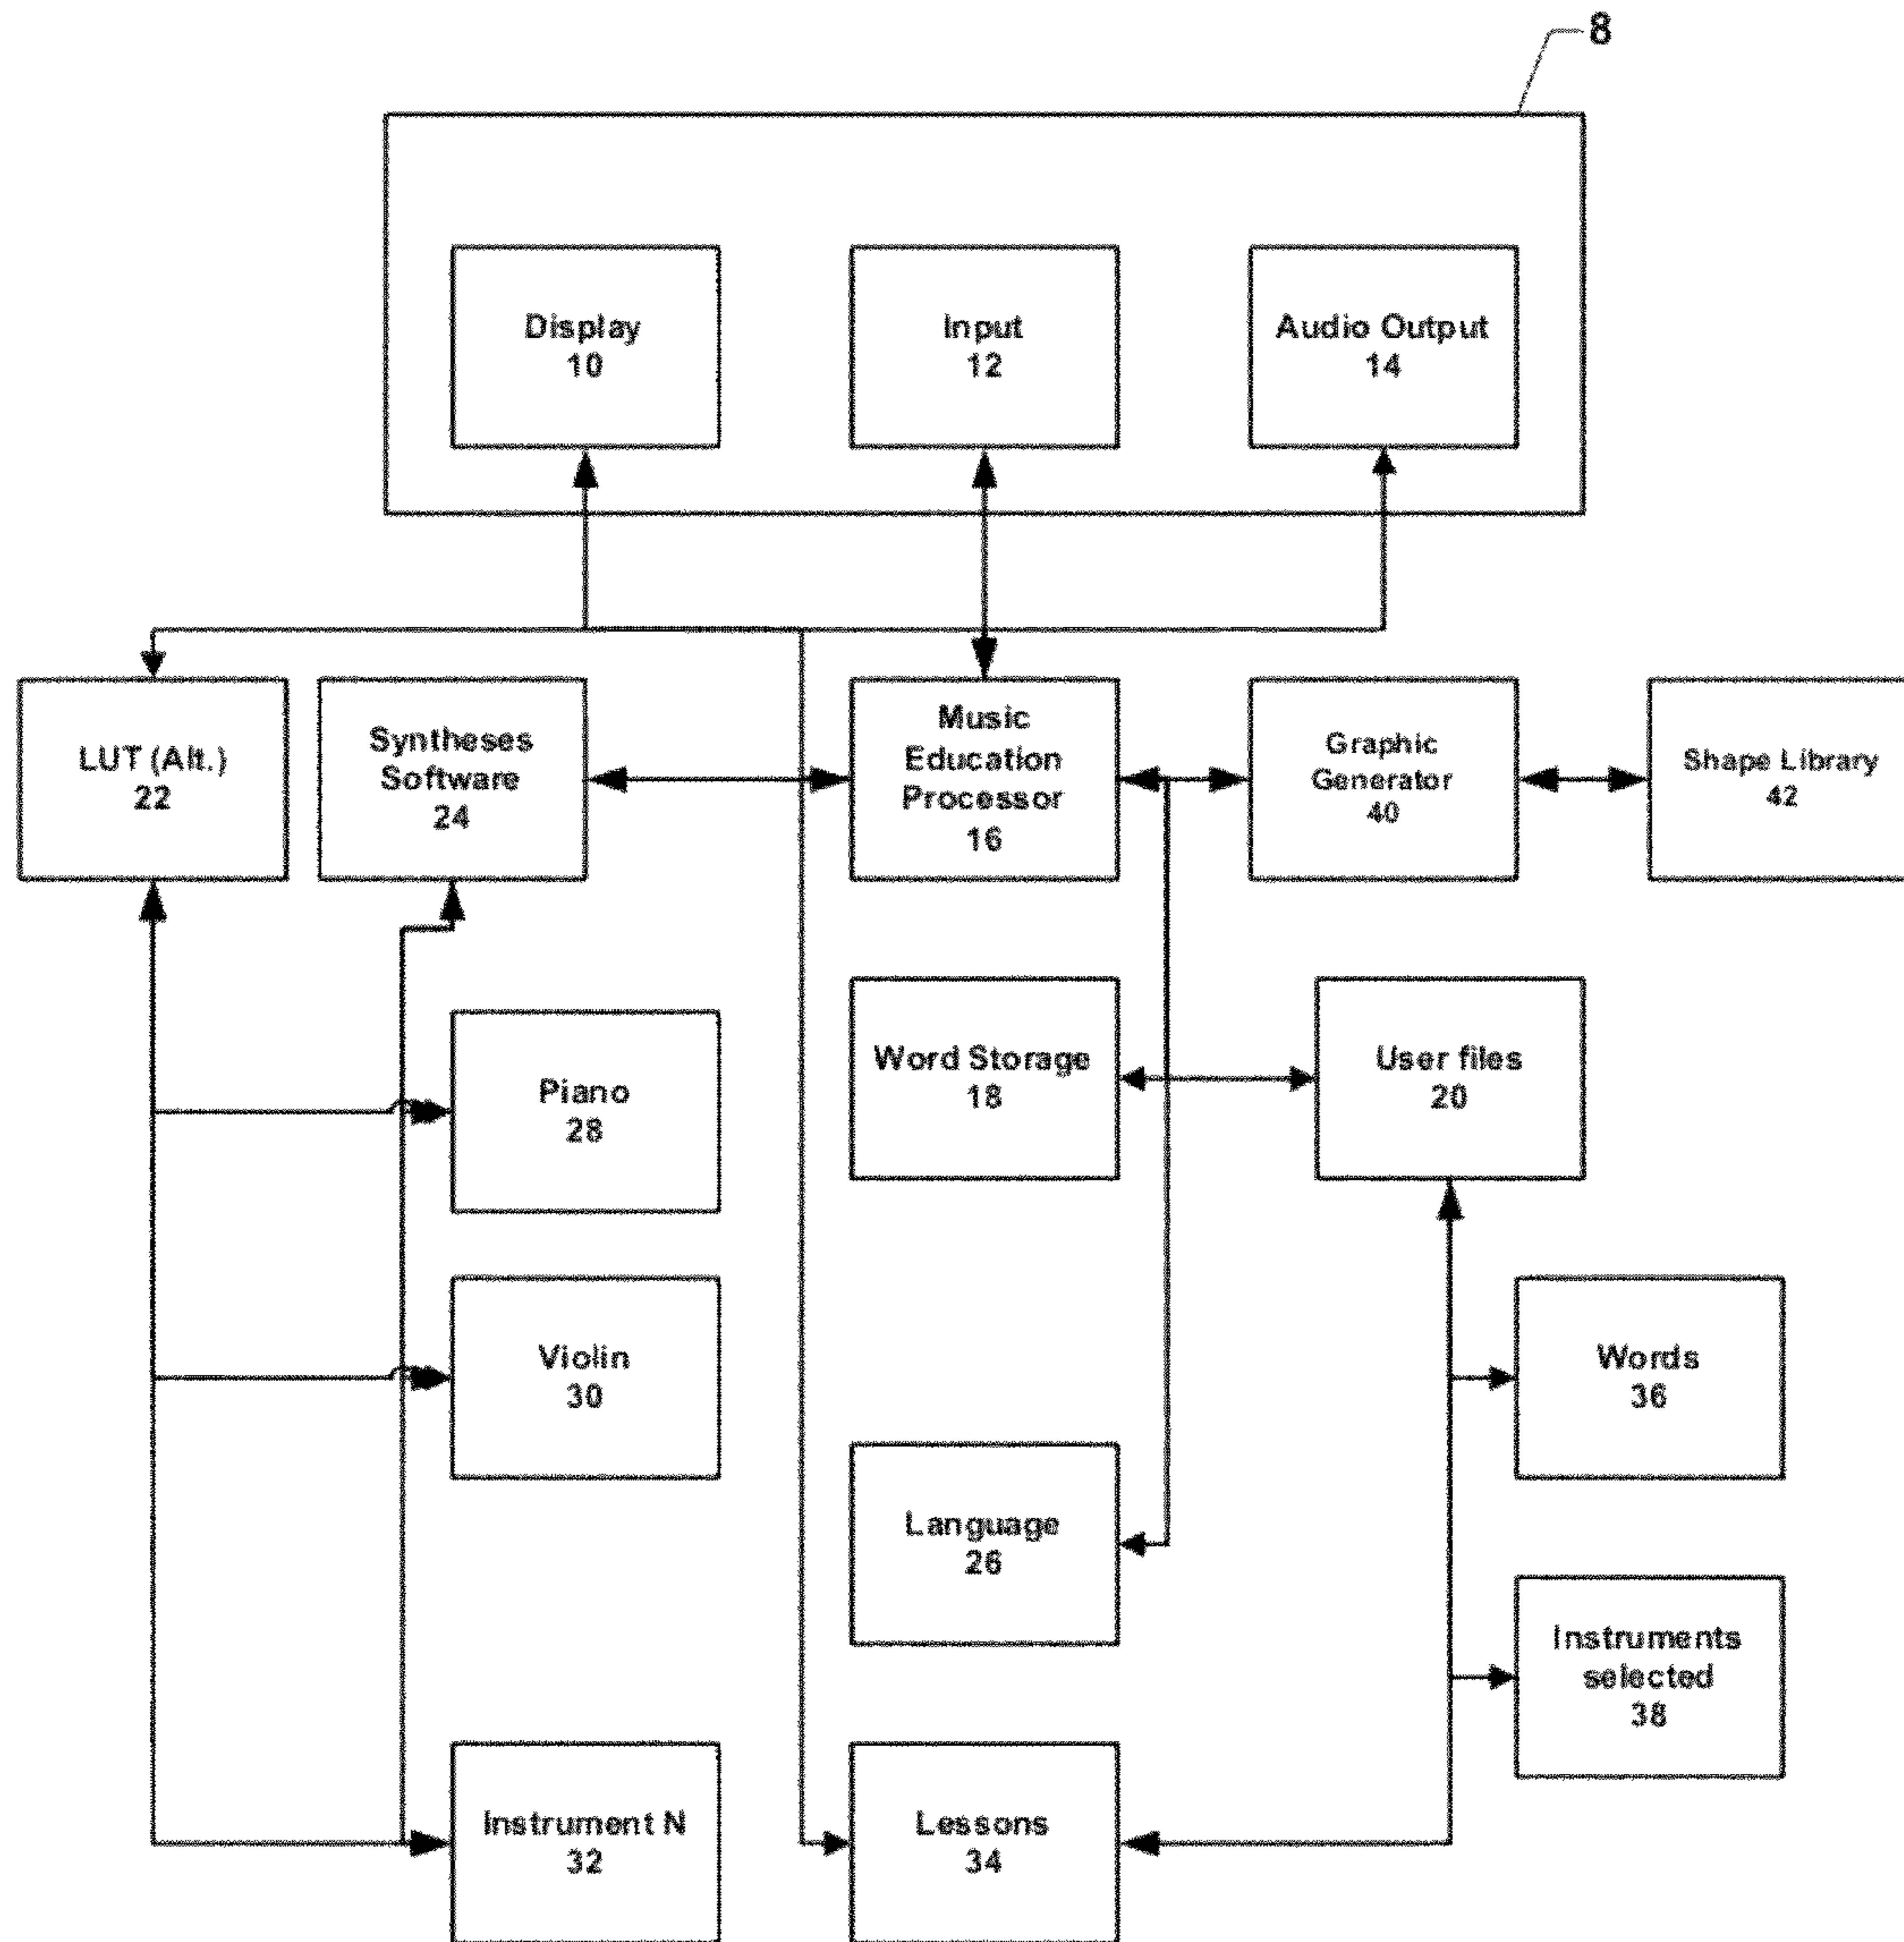 8
Display
10
Input
12
Audio Output
14
LUT (Alt.)
22
Syntheses
Software
24
Music
Education
Processor
16
Graphic
Generator
40
Shape Library
42
Piano
28
Word Storage
18
User files
20
Violin
30
Words
36
Language
26
Instruments
selected
38
Instrument N
32
Lessons
34